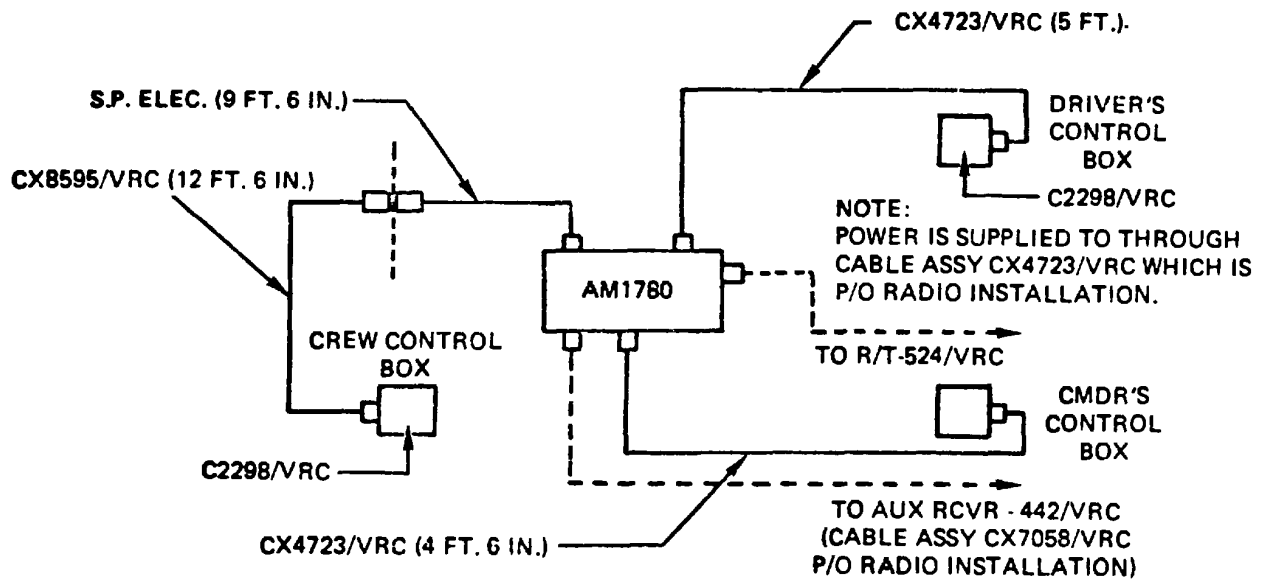 CX4723/VRC (5 FT.).
S.P. ELEC. (9 FT. 6 IN.)
DRIVER'S
CONTROL
BOX
CX8595/VRC (12 FT. 6 IN.)
C2298/VRC
NOTE:
POWER IS SUPPLIED TO THROUGH
CABLE ASSY CX4723/VRC WHICH IS
P/O RADIO INSTALLATION.
AM1780
TO R/T-524/VRC
CREW CONTROL
BOX
CMDR'S
CONTROL
BOX
C2298/VRC
TO AUX RCVR - 442/VRC
(CABLE ASSY CX7058/VRC
P/O RADIO INSTALLATION)
CX4723/VRC (4 FT. 6 IN.)